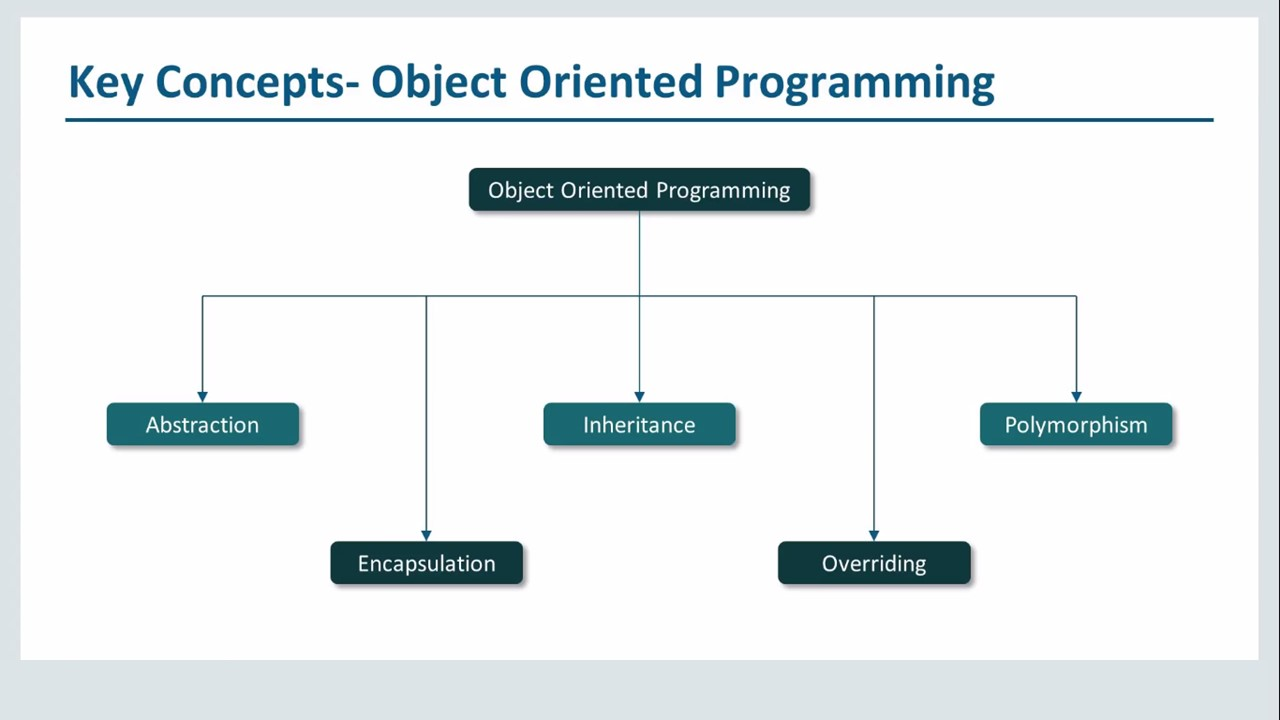 Key Concepts- Object Oriented Programming
Object Oriented Programming
Abstraction
Inheritance
Polymorphism
Encapsulation
Overriding